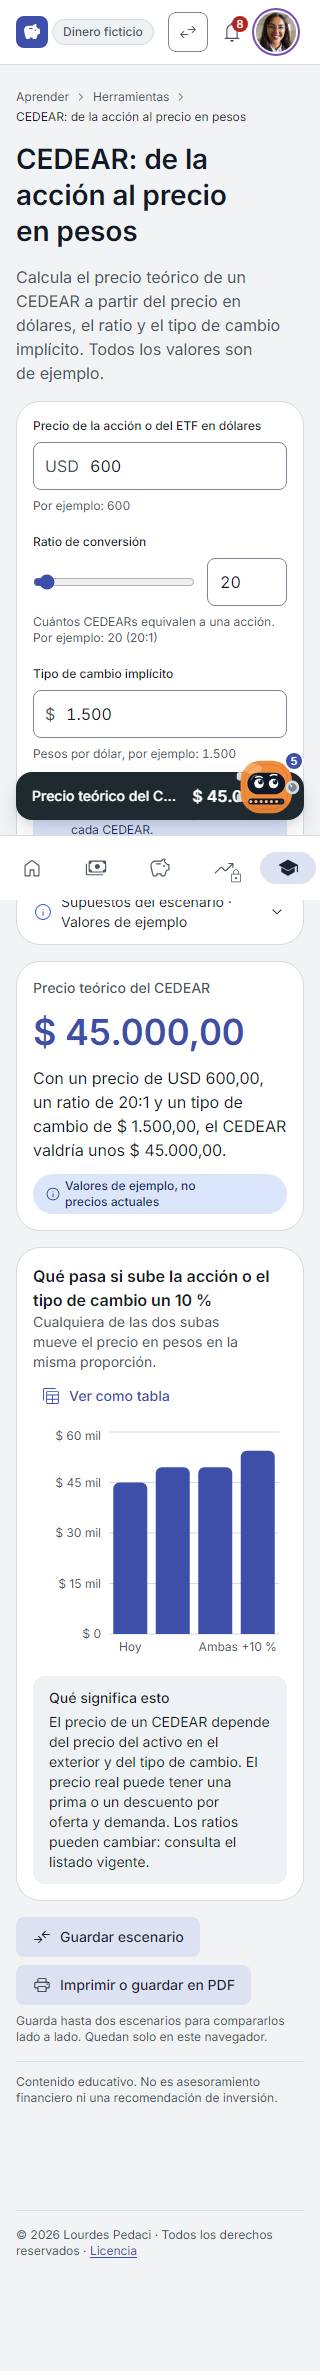 Dinero ficticio
8
Aprender > Herramientas >
CEDEAR: de la acción al precio en pesos
CEDEAR: de la
acción al precio
en pesos
Calcula el precio teórico de un
CEDEAR a partir del precio en
dólares, el ratio y el tipo de cambio
implícito. Todos los valores son
de ejemplo.
Precio de la acción o del ETF en dólares
USD 600
Por ejemplo: 600
Ratio de conversión
20
Cuántos CEDEARs equivalen a una acción.
Por ejemplo: 20 (20:1)
Tipo de cambio implícito
$ 1.500
Pesos por dólar, por ejemplo: 1.500
5
Precio teórico del C... $ 45.0
cada CEDEAR.
Supuestos del escenario ·
Valores de ejemplo
Precio teórico del CEDEAR
$ 45.000,00
Con un precio de USD 600,00,
un ratio de 20:1 y un tipo de
cambio de $ 1.500,00, el CEDEAR
valdría unos $ 45.000,00.
Valores de ejemplo, no
precios actuales
Qué pasa si sube la acción o el
tipo de cambio un 10 %
Cualquiera de las dos subas
mueve el precio en pesos en la
misma proporción.
Ver como tabla
$ 60 mil
$ 45 mil
$ 30 mil
$ 15 mil
$ 0
Hoy Ambas +10 %
Qué significa esto
El precio de un CEDEAR depende
del precio del activo en el
exterior y del tipo de cambio. El
precio real puede tener una
prima o un descuento por
oferta y demanda. Los ratios
pueden cambiar: consulta el
listado vigente.
Guardar escenario
Imprimir o guardar en PDF
Guarda hasta dos escenarios para compararlos
lado a lado. Quedan solo en este navegador.
Contenido educativo. No es asesoramiento
financiero ni una recomendación de inversión.
© 2026 Lourdes Pedaci · Todos los derechos
reservados · Licencia